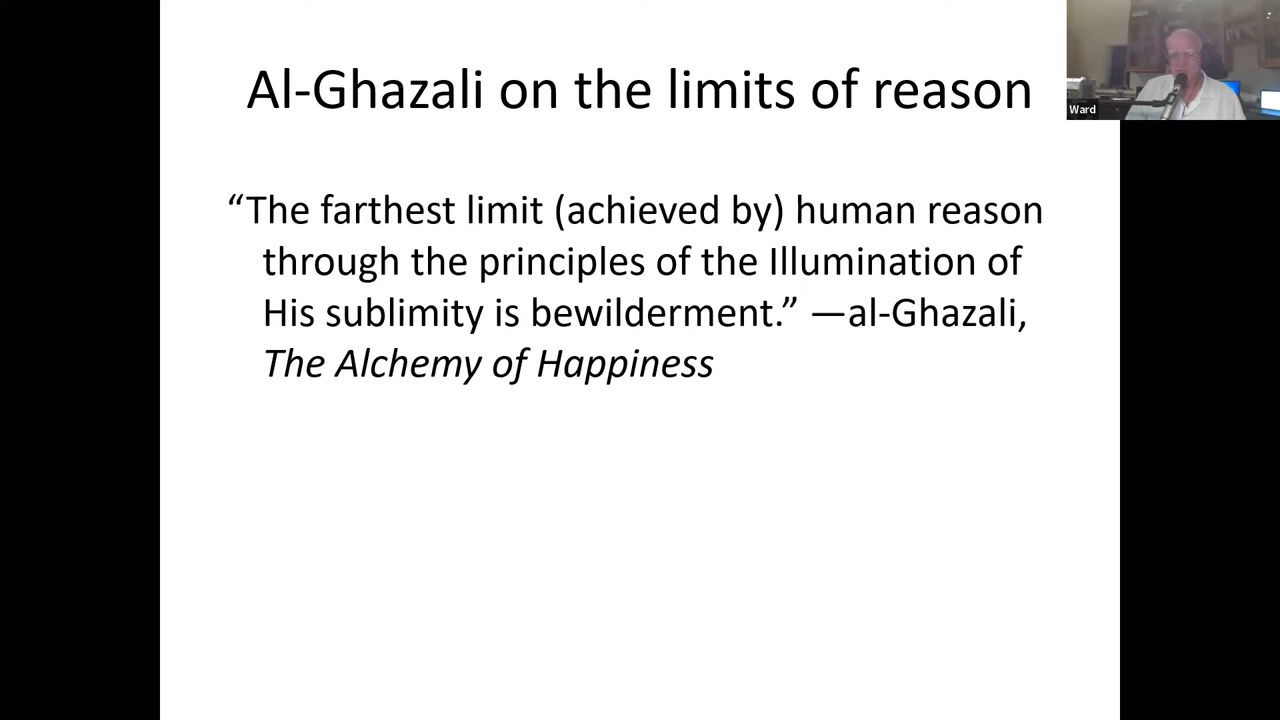 Al-Ghazali on the limits of reason
Ward
“The farthest limit (achieved by) human reason
through the principles of the Illumination of
His sublimity is bewilderment.” —al-Ghazali,
The Alchemy of Happiness